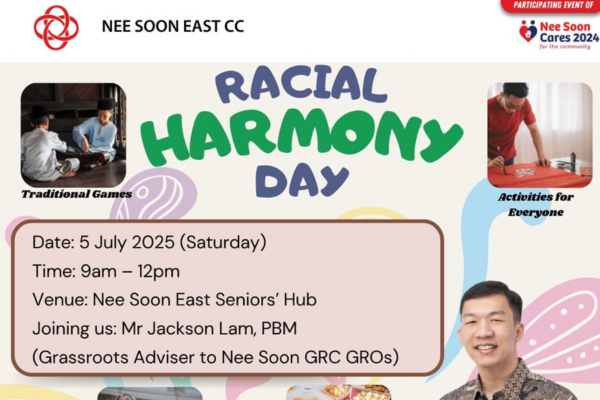 PARTICIPATING EVENT OF
NEE SOON EAST CC
Nee Soon
Cares 2024
for the community
RACIAL
HARMONY
DAY
Traditional Games
Activities for
Everyone
Date: 5 July 2025 (Saturday)
Time: 9am – 12pm
Venue: Nee Soon East Seniors’ Hub
Joining us: Mr Jackson Lam, PBM
(Grassroots Adviser to Nee Soon GRC GROs)